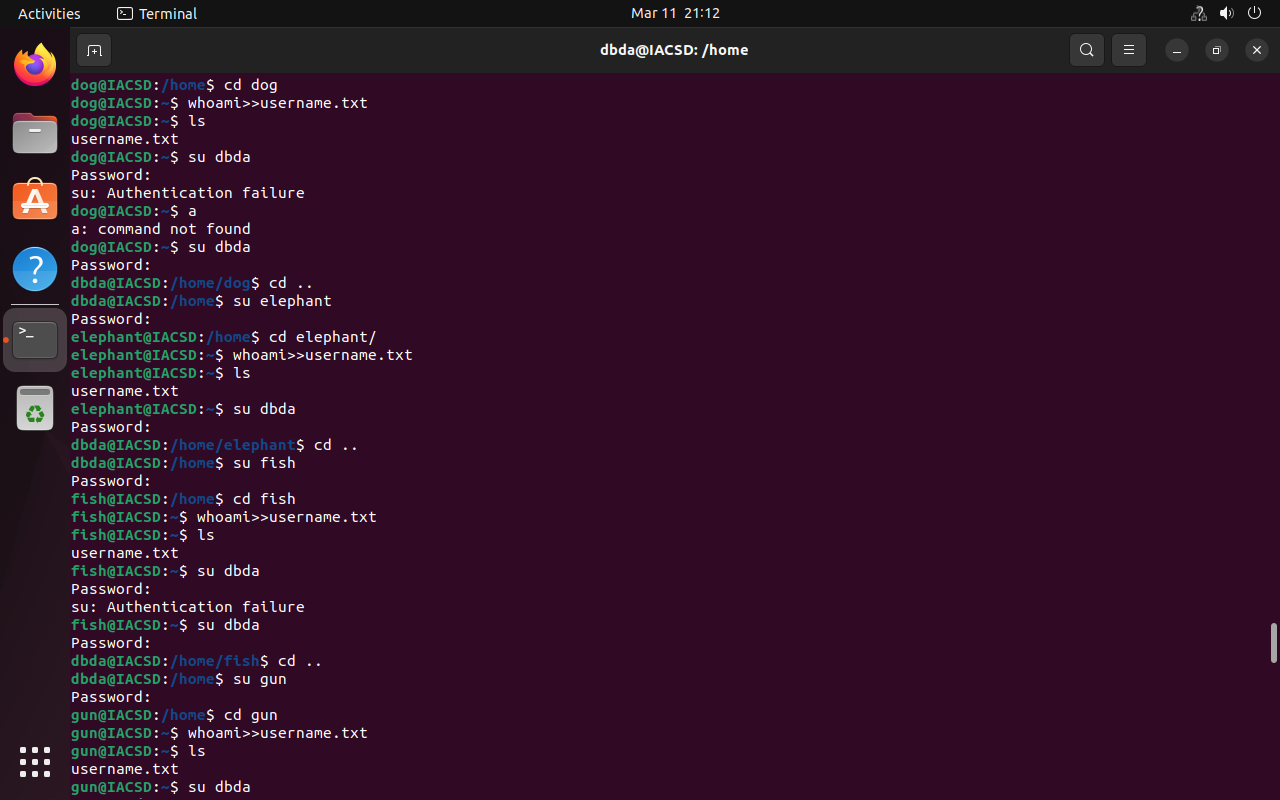 Activities
Terminal
Mar 11 21:12
dbda@IACSD: /home
dog@IACSD:/home$ cd dog
dog@IACSD:~$ whoami>>username.txt
dog@IACSD:~$ ls
username.txt
dog@IACSD:~$ su dbda
Password:
su: Authentication failure
dog@IACSD:~$ a
a: command not found
dog@IACSD:~$ su dbda
Password:
dbda@IACSD:/home/dog$ cd ..
dbda@IACSD:/home$ su elephant
Password:
elephant@IACSD:/home$ cd elephant/
elephant@IACSD:~$ whoami>>username.txt
elephant@IACSD:~$ ls
username.txt
elephant@IACSD:~$ su dbda
Password:
dbda@IACSD:/home/elephant$ cd ..
dbda@IACSD:/home$ su fish
Password:
fish@IACSD:/home$ cd fish
fish@IACSD:~$ whoami>>username.txt
fish@IACSD:~$ ls
username.txt
fish@IACSD:~$ su dbda
Password:
su: Authentication failure
fish@IACSD:~$ su dbda
Password:
dbda@IACSD:/home/fish$ cd ..
dbda@IACSD:/home$ su gun
Password:
gun@IACSD:/home$ cd gun
gun@IACSD:~$ whoami>>username.txt
gun@IACSD:~$ ls
username.txt
gun@IACSD:~$ su dbda